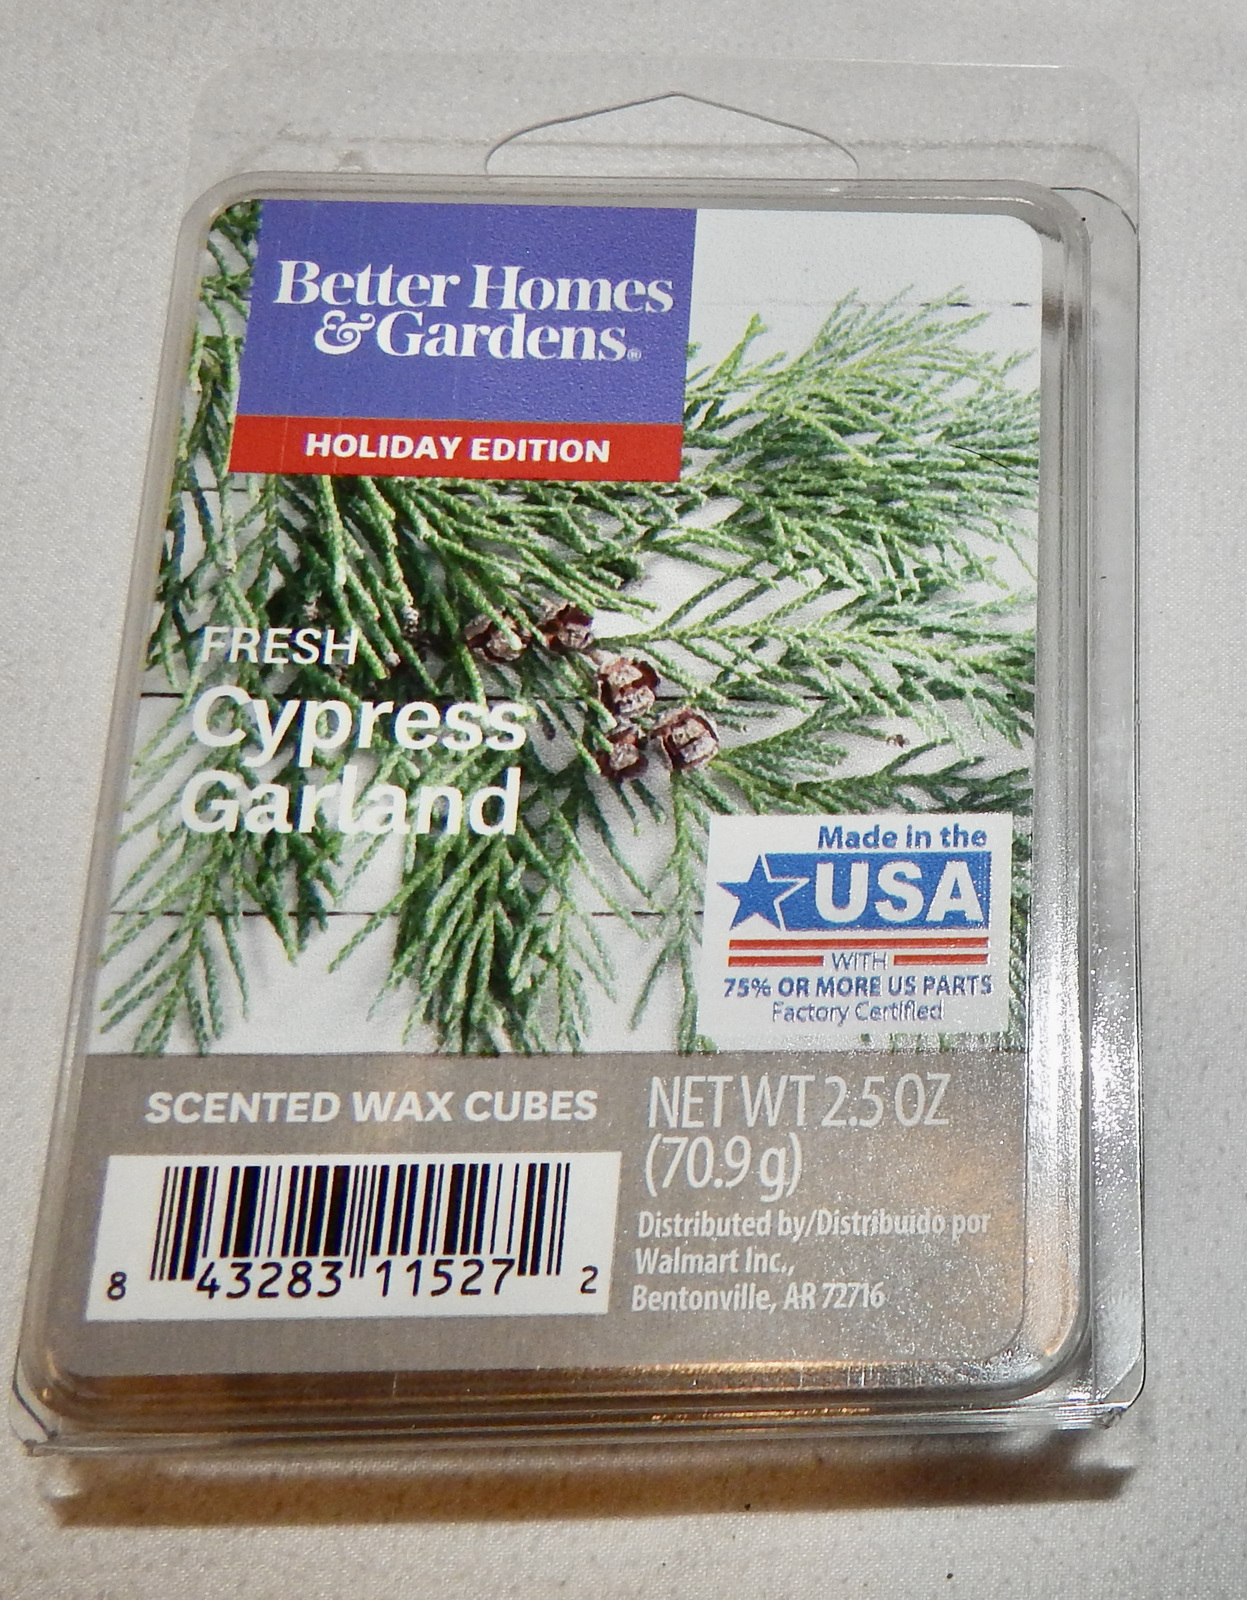 Better Homes
& Gardens®
HOLIDAY EDITION
FRESH
Cypress
Garland
Made in the
USA
WITH
75% OR MORE US PARTS
Factory Certified
SCENTED WAX CUBES
NET WT 2.5 OZ
(70.9 g)
Distributed by/Distribuido por
Walmart Inc.,
Bentonville, AR 72716
8 43283 11527 2